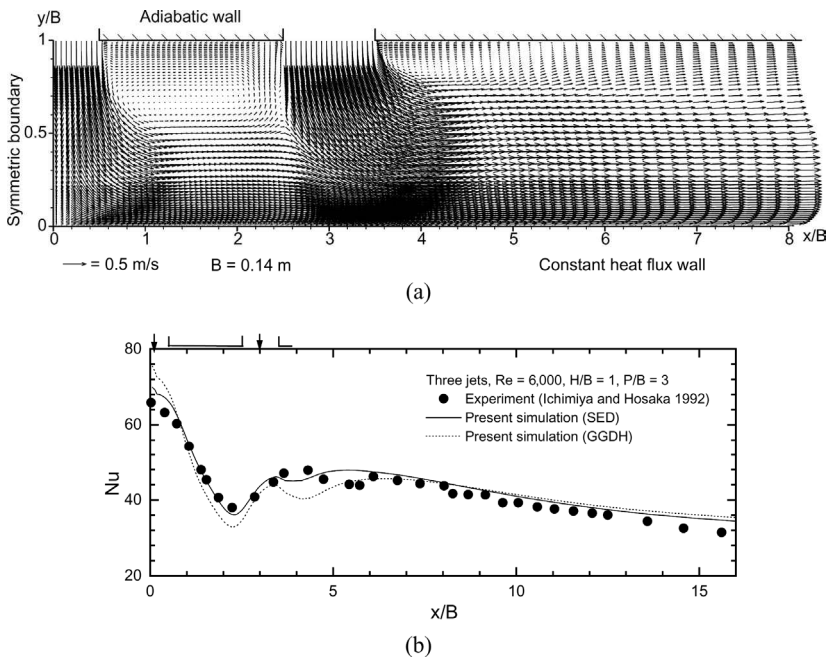 y/B
Adiabatic wall
1
0.5
0
Symmetric boundary
0 1 2 3 4 5 6 7 8 x/B
= 0.5 m/s B = 0.14 m Constant heat flux wall
(a)
80
60
40
20
Nu
Three jets, Re = 6,000, H/B = 1, P/B = 3
Experiment (Ichimiya and Hosaka 1992)
Present simulation (SED)
Present simulation (GGDH)
0 5 10 15
x/B
(b)